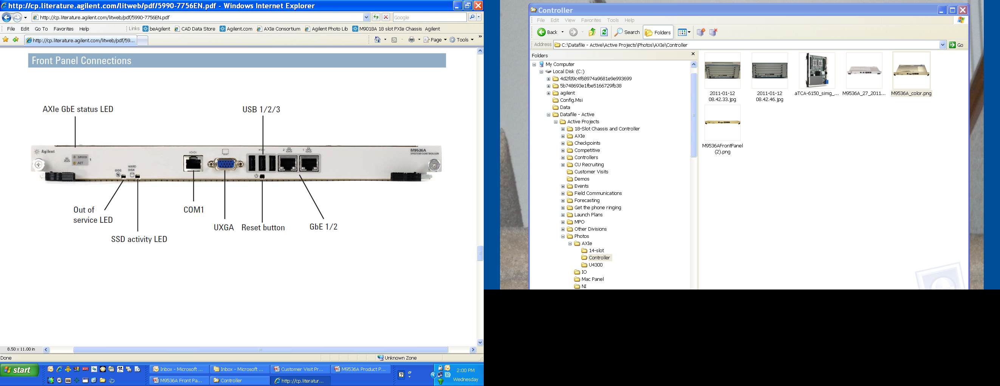 http://cp.literature.agilent.com/litweb/pdf/5990-7756EN.pdf - Windows Internet Explorer
http://cp.literature.agilent.com/litweb/pdf/5990-7756EN.pdf
Google
File Edit Go To Favorites Help
Links beAgilent CAD Data Store Agilent.com AXIe Consortium Agilent Photo Lib M9018A 18 slot PXIe Chassis Agilent
http://cp.literature.agilent.com/litweb/pdf/59...
Page Tools
Front Panel Connections
AXIe GbE status LED
USB 1/2/3
Agilent
SPEED
ACT
1
OOS
HARD
DISK
IOIOI
2
1
M9536A
SYSTEM CONTROLLER
Out of
service LED
SSD activity LED
COM1
UXGA
Reset button
GbE 1/2
8.50 x 11.00 in
Done
Unknown Zone
start
Inbox - Microsoft ...
Inbox - Microsoft ...
Customer Visit Pr...
M9536A Product P...
M9536A Front Pa...
Controller
http://cp.literatur...
2:00 PM
Wednesday
Controller
File Edit View Favorites Tools Help
Back Search Folders
Address C:\Datafile - Active\Active Projects\Photos\AXIe\Controller Go
Folders
My Computer
Local Disk (C:)
4d2fd9c4f68974a9681e9e993699
5b748693e1fbe5166729fb38
agilent
Config.Msi
Data
Datafile - Active
Active Projects
18-Slot Chassis and Controller
AXIe
Checkpoints
Competitive
Controllers
CU Recruiting
Customer Visits
Demos
Events
Field Communications
Forecasting
Get the phone ringing
Launch Plans
MPO
Other Divisions
Photos
AXIe
14-slot
Controller
U4300
IO
Mac Panel
NI
2011-01-12
08.42.33.jpg
2011-01-12
08.42.46.jpg
aTCA-6150_simg_...
M9536A_27_2011...
M9536A_color.png
M9536AFrontPanel
(2).png